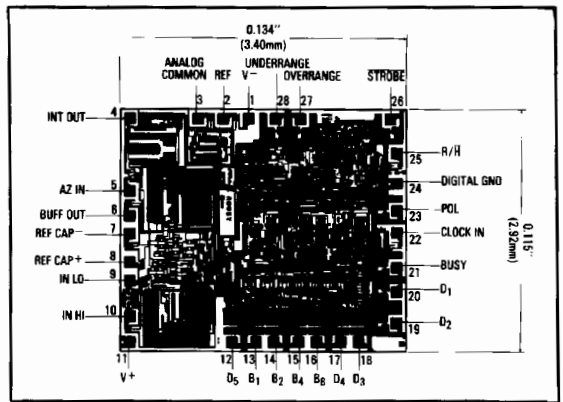 0.134"
(3.40mm)
ANALOG COMMON REF V− UNDERRANGE OVERRANGE STROBE
3 2 1 28 27 26
INT OUT 4
AZ IN 5
BUFF OUT 6
REF CAP− 7
REF CAP+ 8
IN LO 9
IN HI 10
11
V+
25 R/H̅
24 DIGITAL GND
23 POL
22 CLOCK IN
21 BUSY
20 D1
19 D2
0.115"
(2.92mm)
12 13 14 15 16 17 18
D5 B1 B2 B4 B8 D4 D3